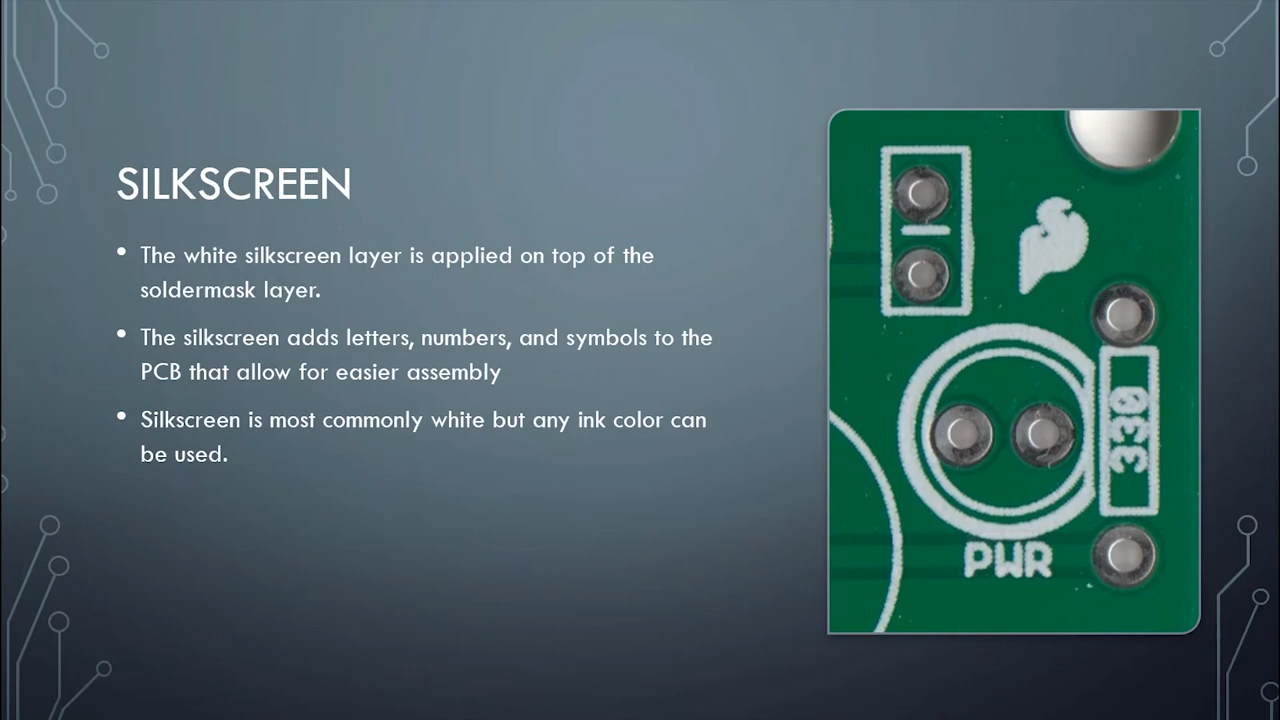 SILKSCREEN
• The white silkscreen layer is applied on top of the
soldermask layer.
• The silkscreen adds letters, numbers, and symbols to the
PCB that allow for easier assembly
• Silkscreen is most commonly white but any ink color can
be used.
330
PWR